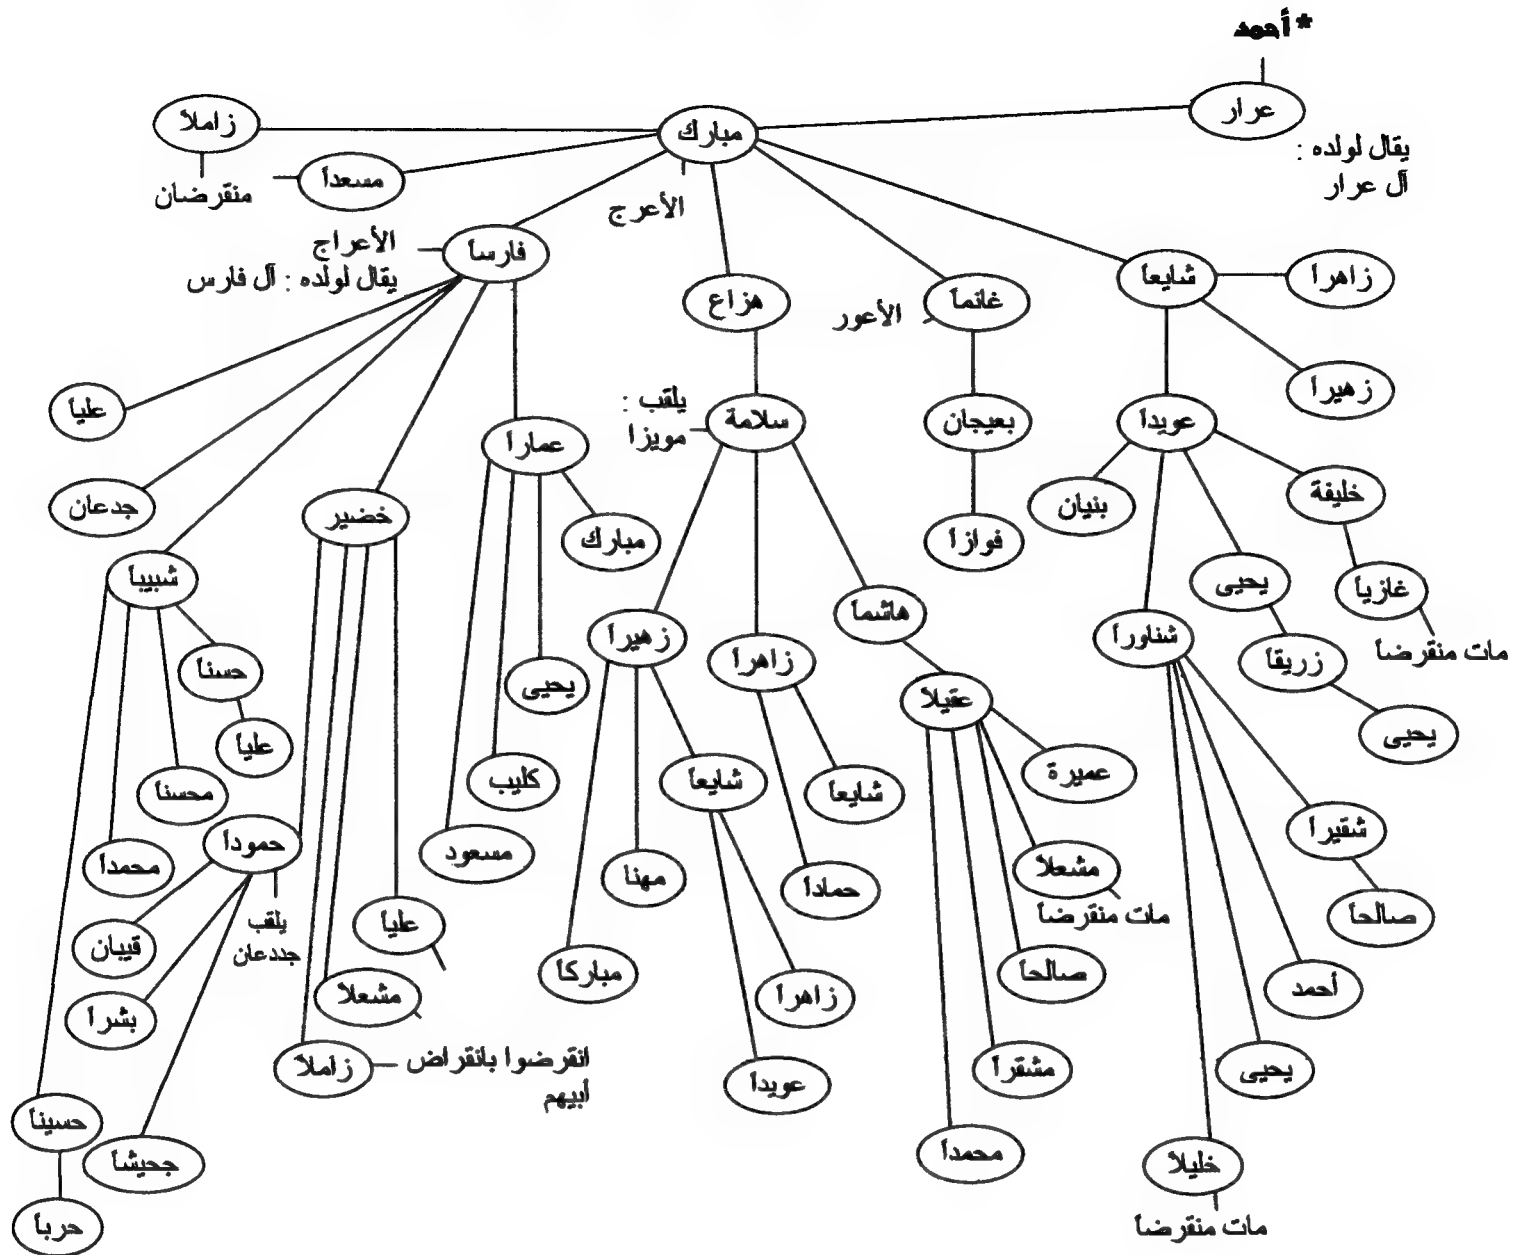 * أحمد
عرار
مبارك
زاملاً
يقال لولده :
آل عرار
مسعداً
منقرضان
الأعرج
الأعراج
فارساً
يقال لولده : آل فارس
شايعاً
زاهراً
هزاع
غانماً
الأعور
زهيراً
علياً
يلقب :
مويزا
سلامة
بعيجان
عويداً
عماراً
خليفة
بنيان
جدعان
خضير
مبارك
فوازاً
شبيباً
يحيى
غازياً
مات منقرضاً
هاشماً
شناوراً
زهيراً
زاهراً
زريقاً
حسناً
يحيى
عقيلاً
يحيى
علياً
محسناً
كليب
شايعاً
شايعاً
عميرة
شقيراً
حموداً
محمداً
مسعود
مهنا
حماداً
مشعلاً
مات منقرضاً
صالحاً
يلقب
جددعان
قيبان
علياً
مباركاً
زاهراً
صالحاً
أحمد
بشراً
مشعلاً
زاملاً
انقرضوا بانقراض
أبيهم
عويداً
مشقراً
يحيى
حسيناً
جحيشاً
محمداً
خليلاً
مات منقرضاً
حرباً